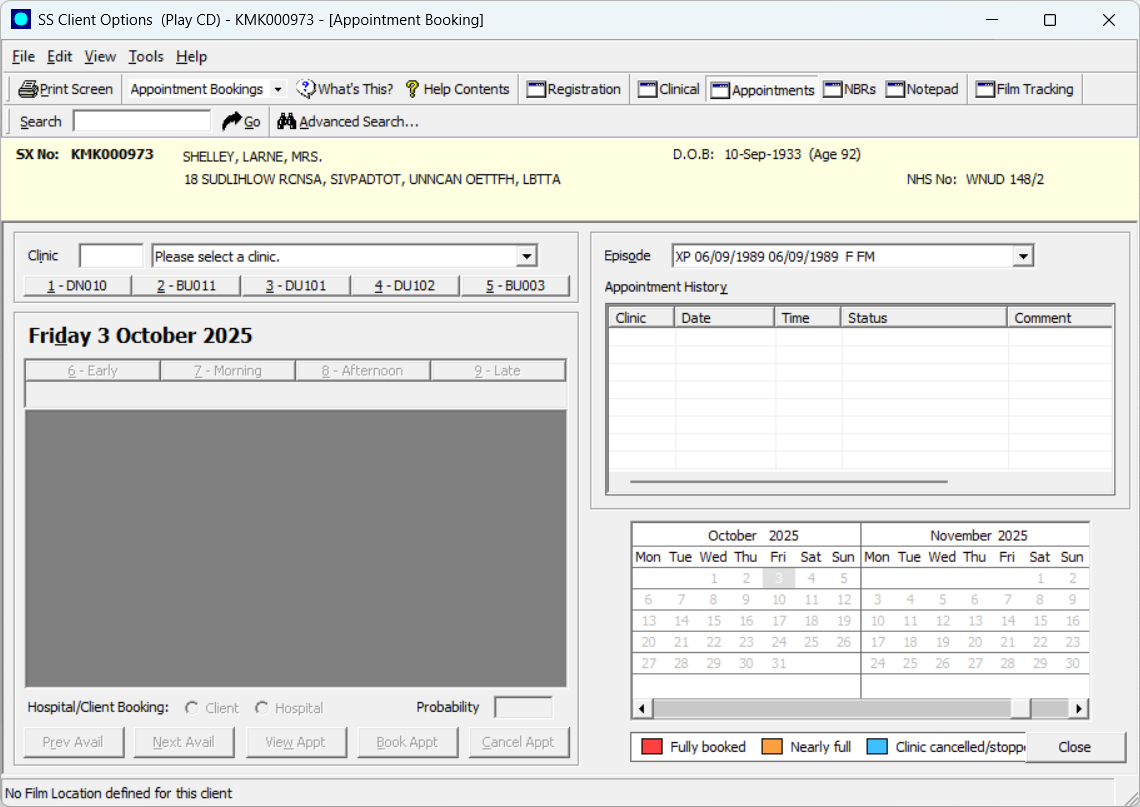 SS Client Options  (Play CD) - KMK000973 - [Appointment Booking]
File Edit View Tools Help
Print Screen Appointment Bookings What's This? Help Contents Registration Clinical Appointments NBRs Notepad Film Tracking
Search Go Advanced Search...
SX No: KMK000973 SHELLEY, LARNE, MRS. D.O.B: 10-Sep-1933 (Age 92)
18 SUDLIHLOW RCNSA, SIVPADTOT, UNNCAN OETTFH, LBTTA NHS No: WNUD 148/2
Clinic Please select a clinic.
1 - DN010 2 - BU011 3 - DU101 4 - DU102 5 - BU003
Friday 3 October 2025
6 - Early 7 - Morning 8 - Afternoon 9 - Late
Hospital/Client Booking: Client Hospital Probability
Prev Avail Next Avail View Appt Book Appt Cancel Appt
Episode XP 06/09/1989 06/09/1989 F FM
Appointment History
Clinic Date Time Status Comment
October 2025 November 2025
Mon Tue Wed Thu Fri Sat Sun Mon Tue Wed Thu Fri Sat Sun
1 2 3 4 5 1 2
6 7 8 9 10 11 12 3 4 5 6 7 8 9
13 14 15 16 17 18 19 10 11 12 13 14 15 16
20 21 22 23 24 25 26 17 18 19 20 21 22 23
27 28 29 30 31 24 25 26 27 28 29 30
Fully booked Nearly full Clinic cancelled/stoppe Close
No Film Location defined for this client